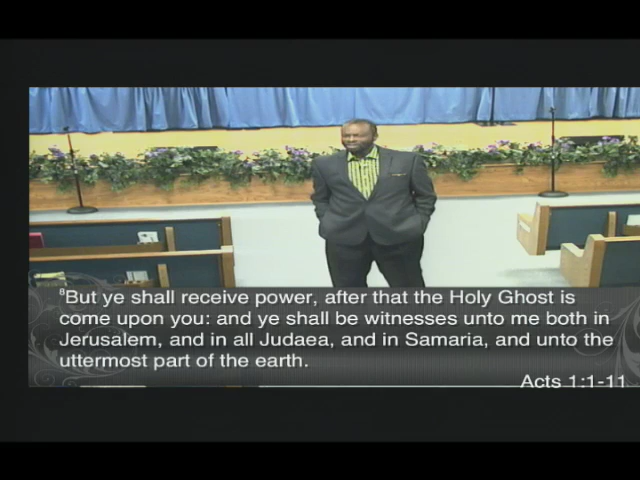 ⁸But ye shall receive power, after that the Holy Ghost is
come upon you: and ye shall be witnesses unto me both in
Jerusalem, and in all Judaea, and in Samaria, and unto the
uttermost part of the earth.
Acts 1:1-11